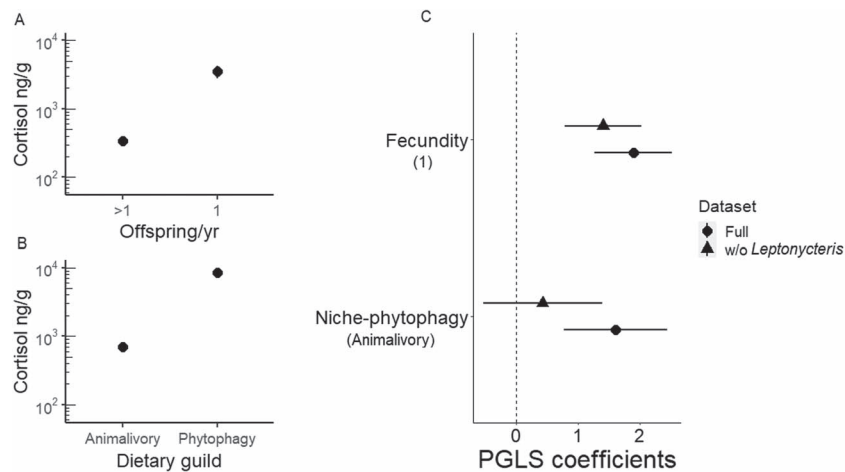 A
Cortisol ng/g
10⁴
10³
10²
>1
1
Offspring/yr
B
Cortisol ng/g
10⁴
10³
10²
Animalivory
Phytophagy
Dietary guild
C
Fecundity
(1)
Niche-phytophagy
(Animalivory)
0
1
2
PGLS coefficients
Dataset
Full
w/o Leptonycteris